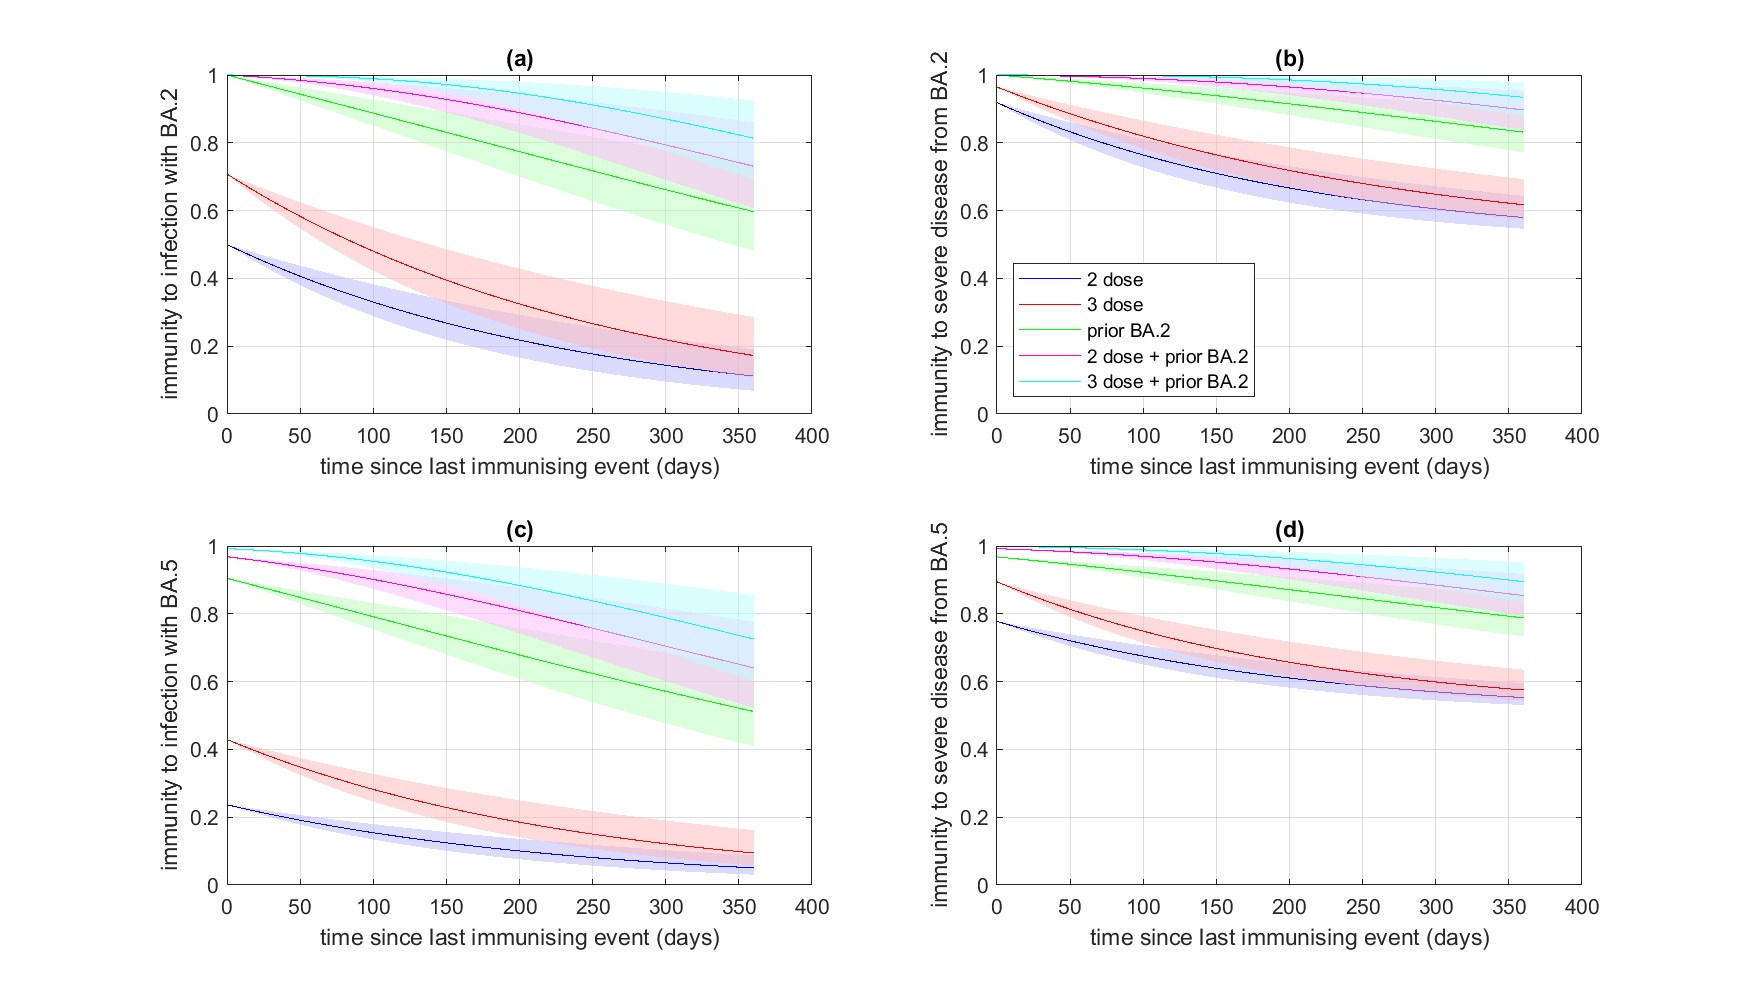 (a)
immunity to infection with BA.2
1
0.8
0.6
0.4
0.2
0
0 50 100 150 200 250 300 350 400
time since last immunising event (days)
(b)
immunity to severe disease from BA.2
1
0.8
0.6
0.4
0.2
0
2 dose
3 dose
prior BA.2
2 dose + prior BA.2
3 dose + prior BA.2
0 50 100 150 200 250 300 350 400
time since last immunising event (days)
(c)
immunity to infection with BA.5
1
0.8
0.6
0.4
0.2
0
0 50 100 150 200 250 300 350 400
time since last immunising event (days)
(d)
immunity to severe disease from BA.5
1
0.8
0.6
0.4
0.2
0
0 50 100 150 200 250 300 350 400
time since last immunising event (days)